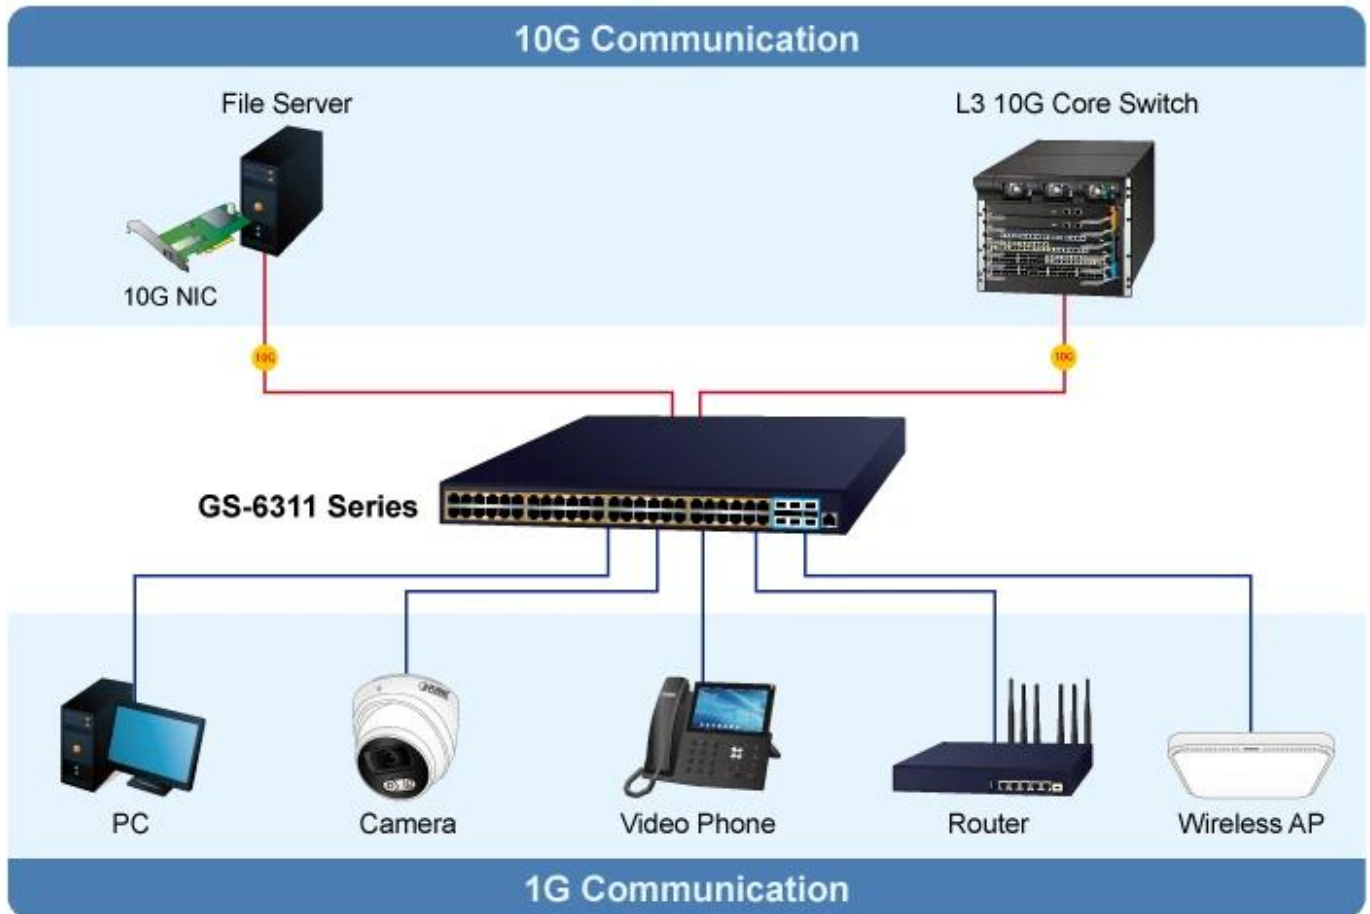 10G Communication
File Server
L3 10G Core Switch
10G NIC
10G
10G
GS-6311 Series
PC
Camera
Video Phone
Router
Wireless AP
1G Communication